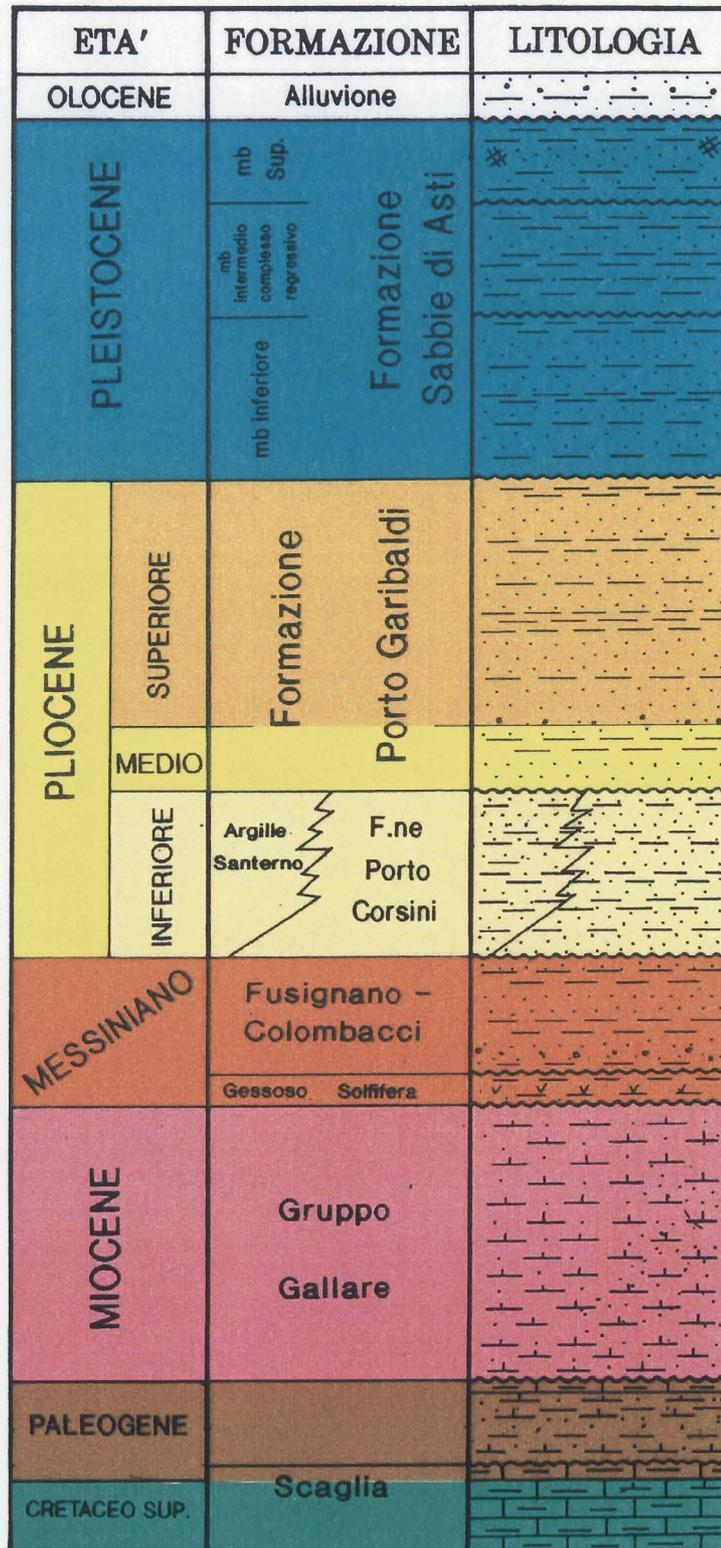 ETA' FORMAZIONE LITOLOGIA
OLOCENE Alluvione
PLEISTOCENE
mb
Sup.
mb
intermedio
complesso
regressivo
mb inferiore
Formazione
Sabbie di Asti
PLIOCENE
SUPERIORE
MEDIO
INFERIORE
Formazione
Porto Garibaldi
Argille
Santerno
F.ne
Porto
Corsini
MESSINIANO
Fusignano -
Colombacci
Gessoso Solfifera
MIOCENE
Gruppo
Gallare
PALEOGENE
Scaglia
CRETACEO SUP.